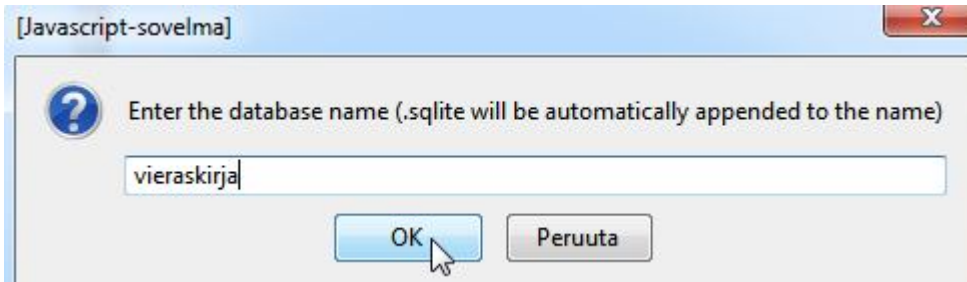 [Javascript-sovelma]
Enter the database name (.sqlite will be automatically appended to the name)
vieraskirja
OK
Peruuta